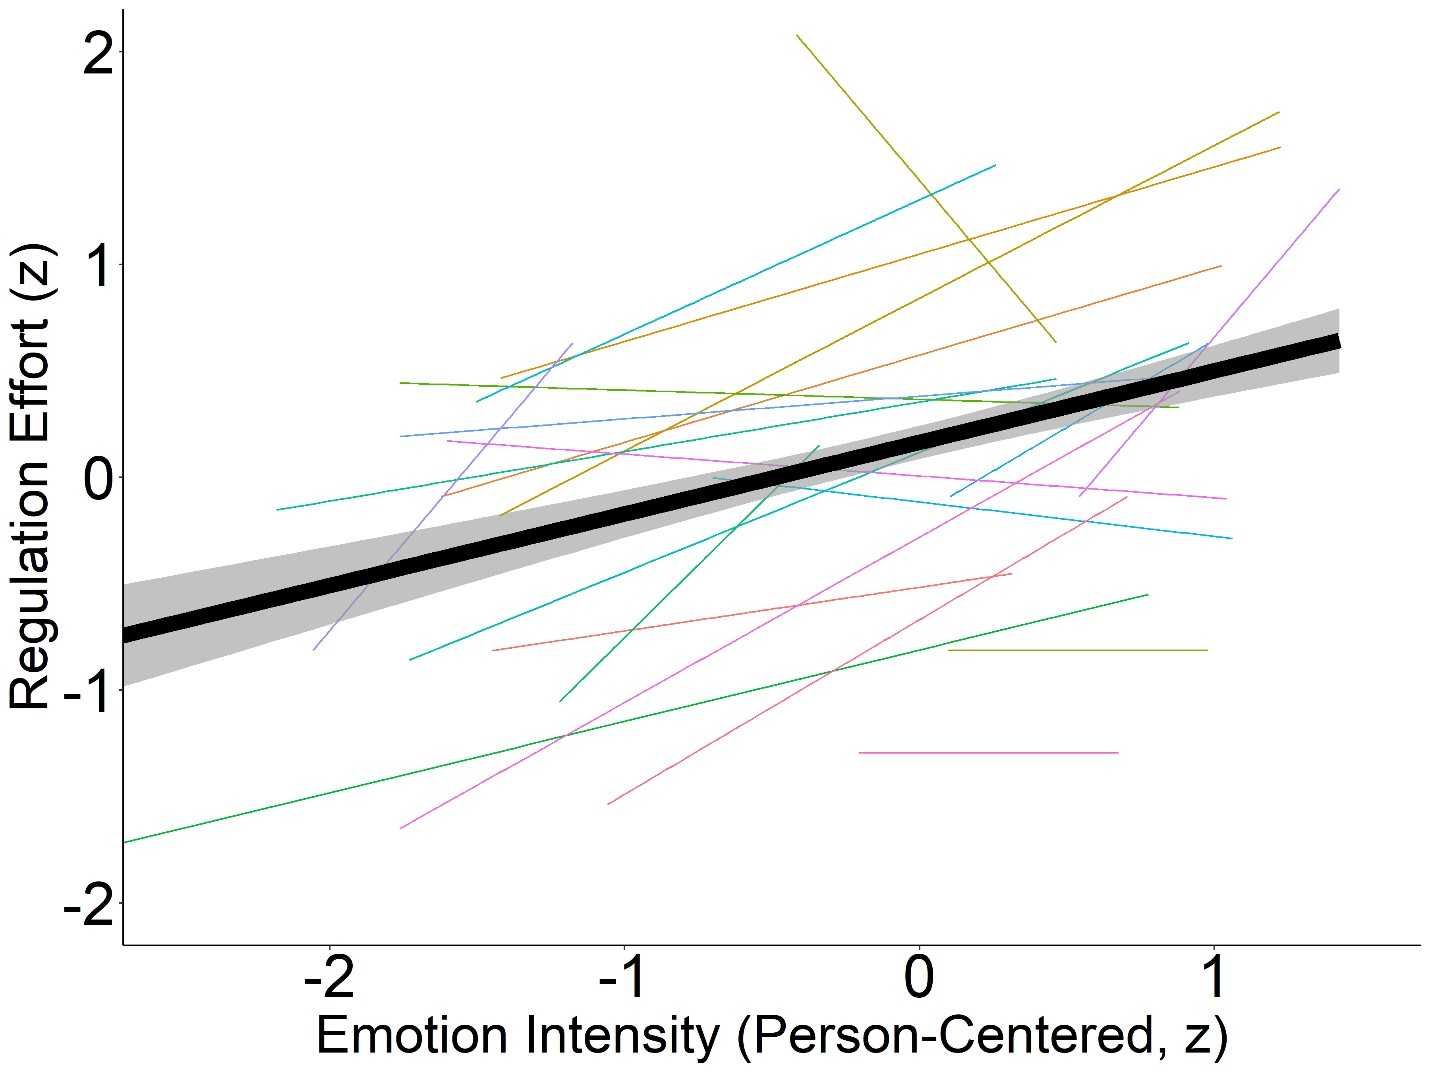 Regulation Effort (z)
2
1
0
-1
-2
-2 -1 0 1
Emotion Intensity (Person-Centered, z)